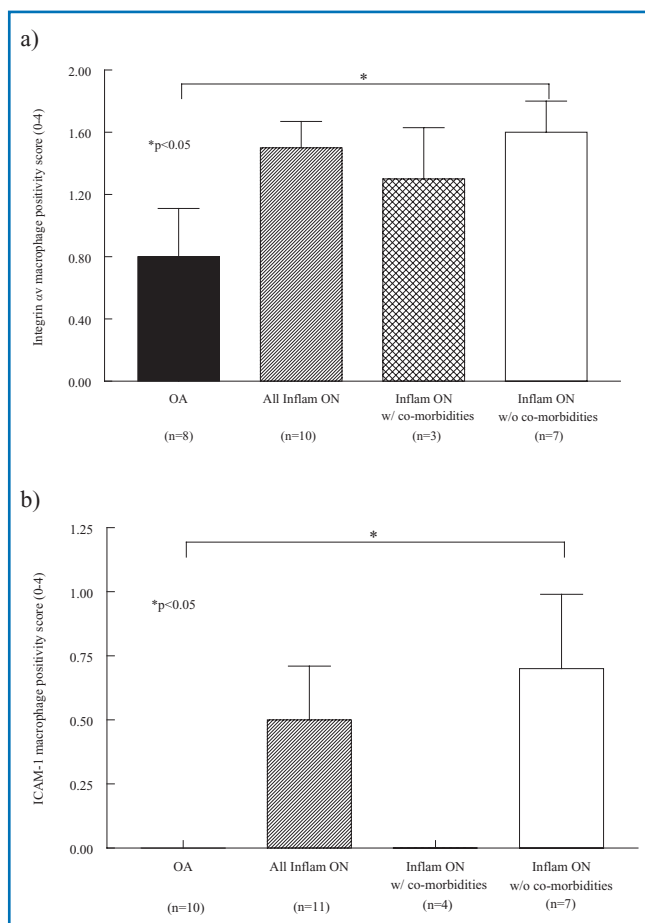 a)
2.00
*
1.60
*p<0.05
1.20
0.80
0.40
0.00
Integrin αv macrophage positivity score (0-4)
OA
All Inflam ON
Inflam ON
Inflam ON
w/ co-morbidities
w/o co-morbidities
(n=8)
(n=10)
(n=3)
(n=7)
b)
1.25
*
1.00
*p<0.05
0.75
0.50
0.25
0.00
ICAM-1 macrophage positivity score (0-4)
OA
All Inflam ON
Inflam ON
Inflam ON
w/ co-morbidities
w/o co-morbidities
(n=10)
(n=11)
(n=4)
(n=7)